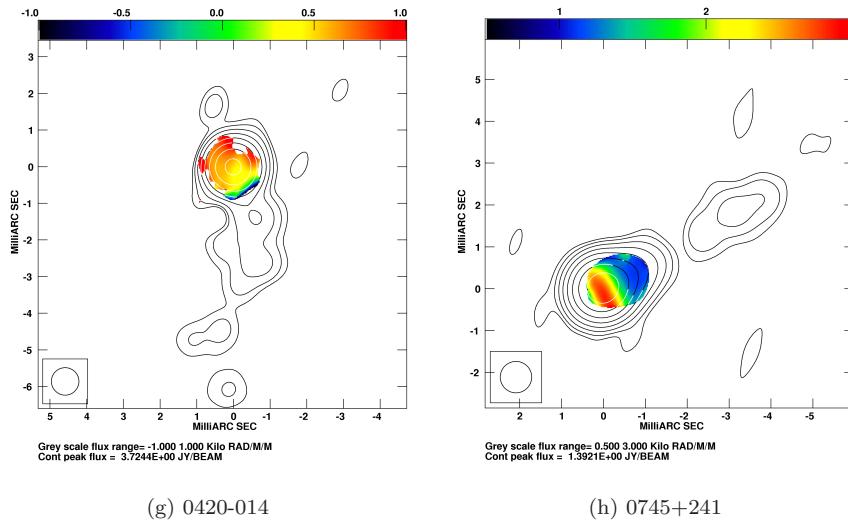 -1.0 -0.5 0.0 0.5 1.0
3
2
1
0
-1
-2
-3
-4
-5
-6
MilliARC SEC
5 4 3 2 1 0 -1 -2 -3 -4
MilliARC SEC
Grey scale flux range= -1.000 1.000 Kilo RAD/M/M
Cont peak flux = 3.7244E+00 JY/BEAM
(g) 0420-014
1 2
5
4
3
2
1
0
-1
-2
MilliARC SEC
2 1 0 -1 -2 -3 -4 -5
MilliARC SEC
Grey scale flux range= 0.500 3.000 Kilo RAD/M/M
Cont peak flux = 1.3921E+00 JY/BEAM
(h) 0745+241